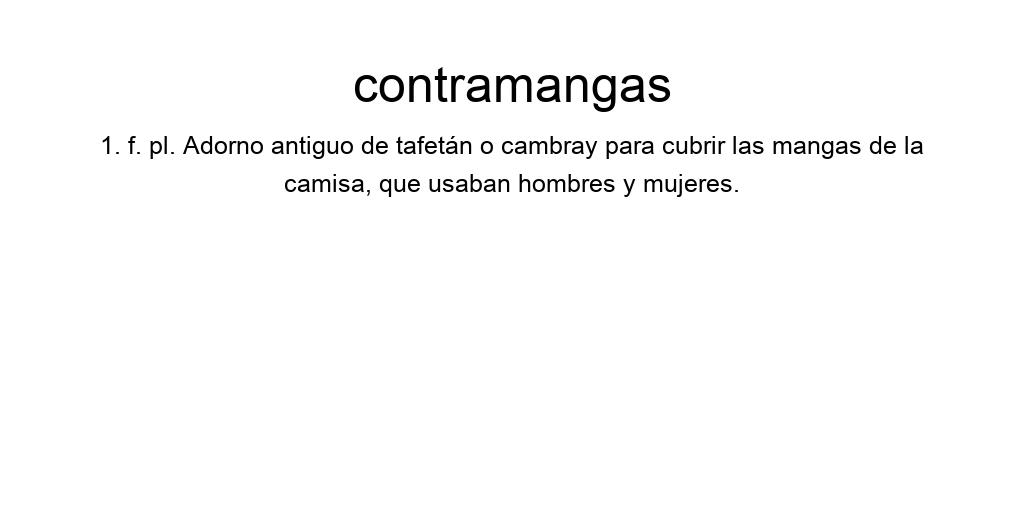 contramangas
1. f. pl. Adorno antiguo de tafetán o cambray para cubrir las mangas de la
camisa, que usaban hombres y mujeres.